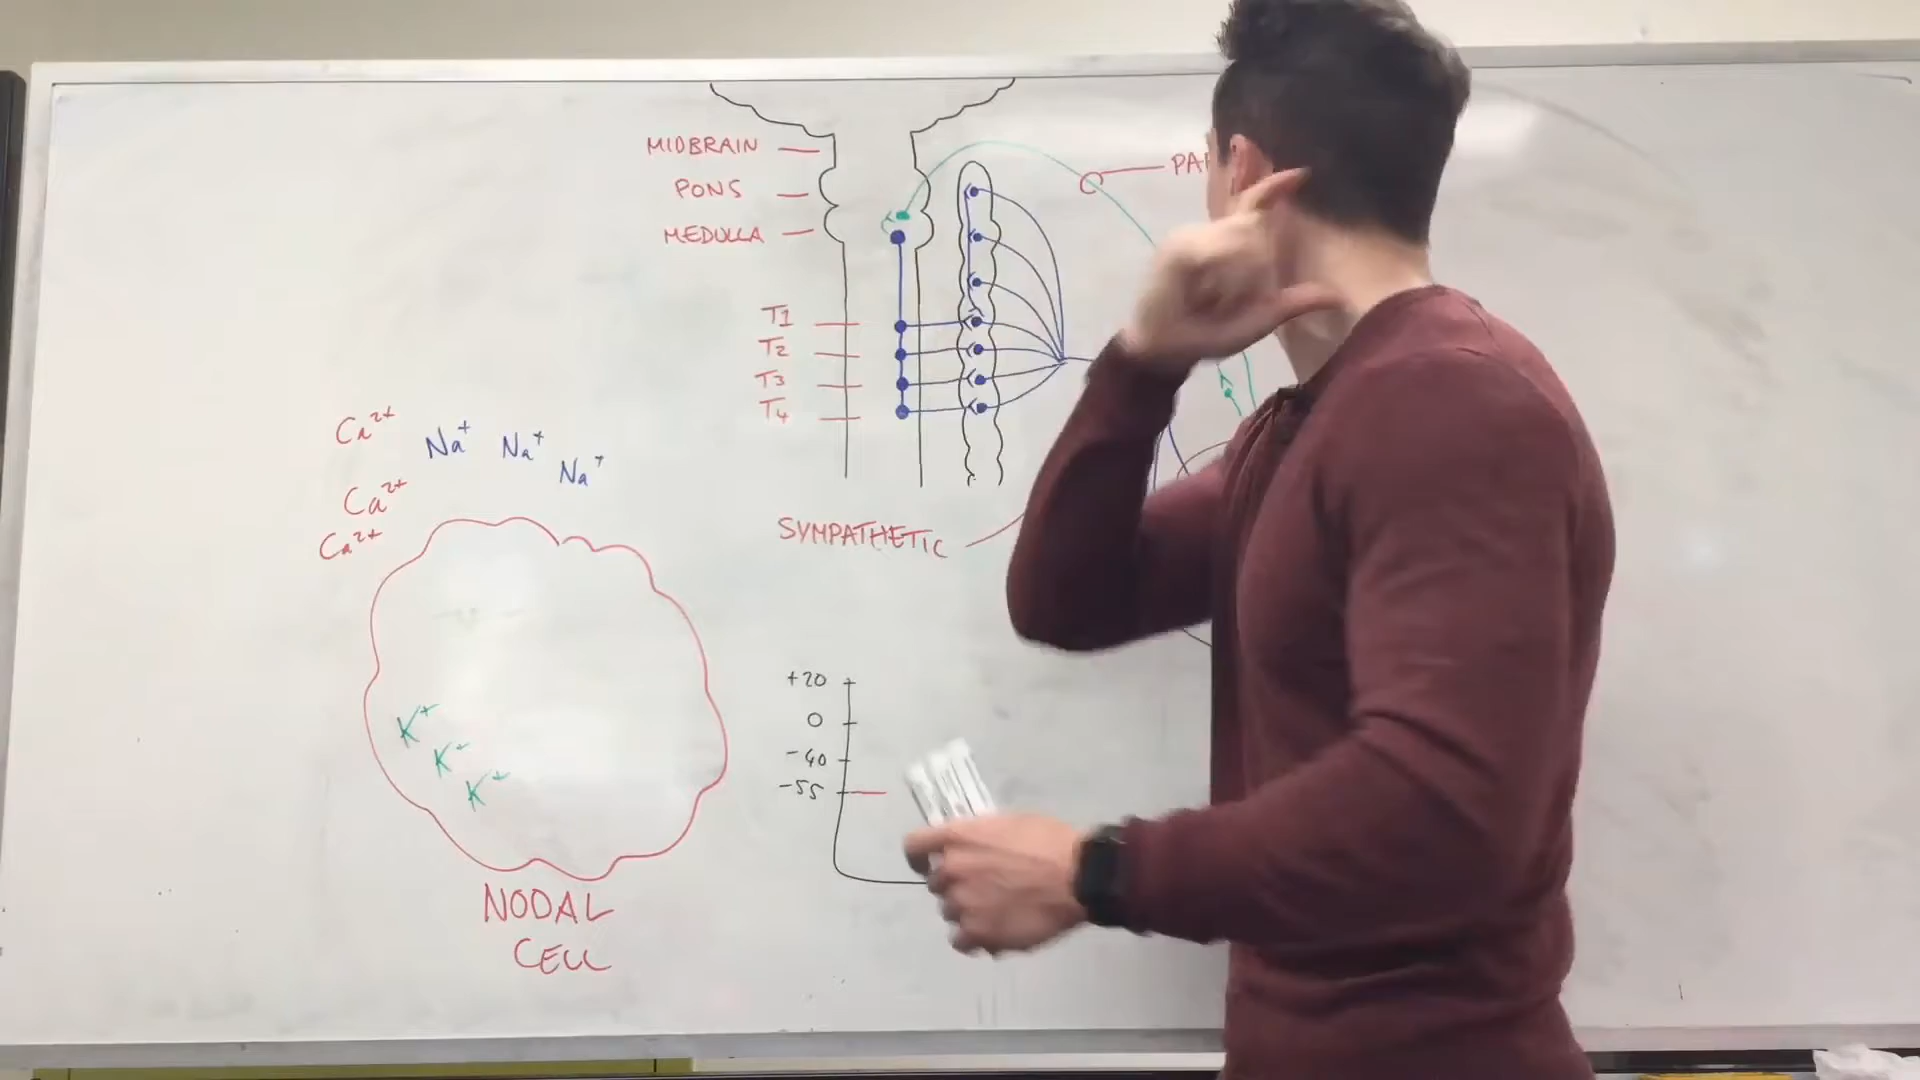 MIDBRAIN
PONS
MEDULLA
T1
T2
T3
T4
Ca²⁺
Na⁺ Na⁺
Na⁺
Ca²⁺
Ca²⁺
SYMPATHETIC
K⁺
K⁺
K⁺
+20
0
-40
-55
NODAL
CELL